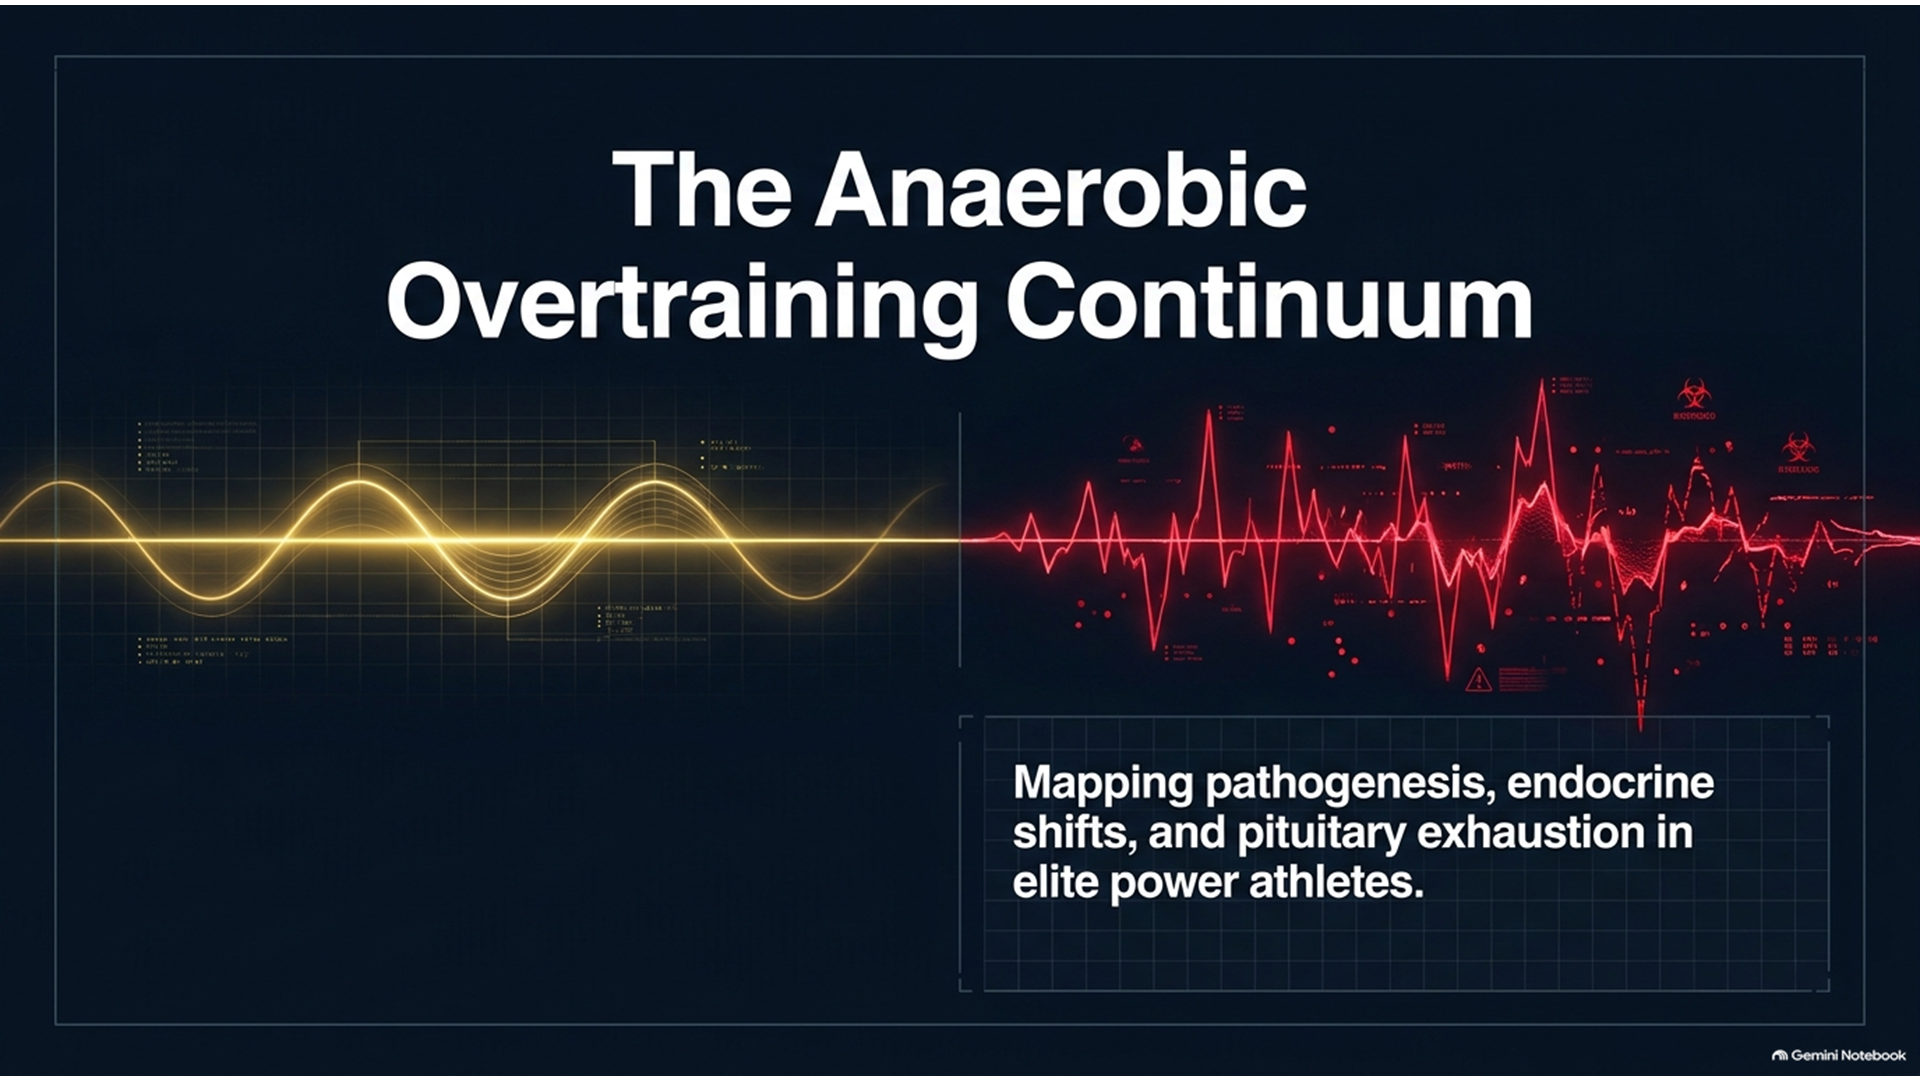 The Anaerobic
Overtraining Continuum
Mapping pathogenesis, endocrine
shifts, and pituitary exhaustion in
elite power athletes.
Gemini Notebook